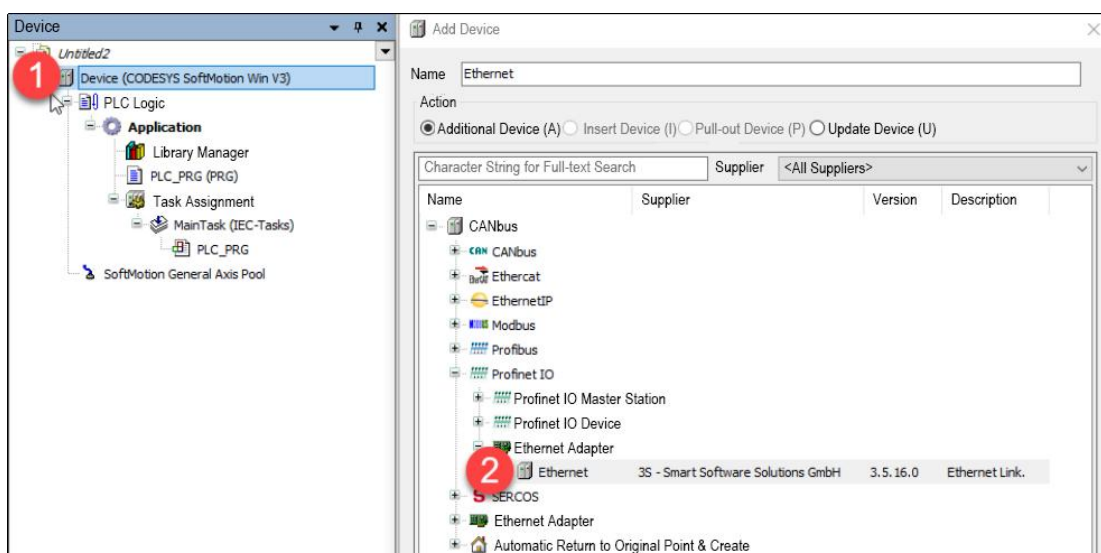 Device
Untitled2
1
Device (CODESYS SoftMotion Win V3)
PLC Logic
Application
Library Manager
PLC_PRG (PRG)
Task Assignment
MainTask (IEC-Tasks)
PLC_PRG
SoftMotion General Axis Pool
Add Device
Name Ethernet
Action
Additional Device (A) Insert Device (I) Pull-out Device (P) Update Device (U)
Character String for Full-text Search Supplier <All Suppliers>
Name Supplier Version Description
CANbus
CAN CANbus
EtherCAT Ethercat
EthernetIP
Modbus
Profibus
Profinet IO
Profinet IO Master Station
Profinet IO Device
Ethernet Adapter
2 Ethernet 3S - Smart Software Solutions GmbH 3.5.16.0 Ethernet Link.
S SERCOS
Ethernet Adapter
Automatic Return to Original Point & Create